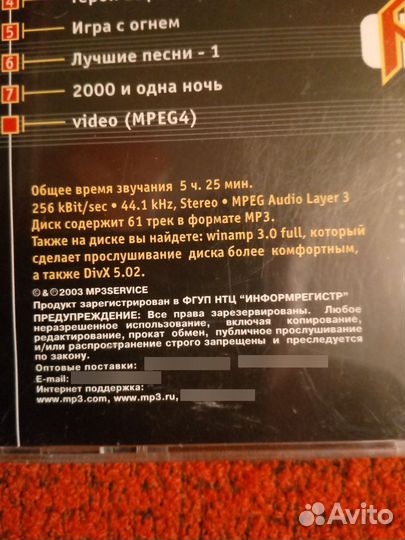 4
5 Игра с огнем
6 Лучшие песни - 1
7 2000 и одна ночь
video (MPEG4)
Общее время звучания 5 ч. 25 мин.
256 kBit/sec • 44.1 kHz, Stereo • MPEG Audio Layer 3
Диск содержит 61 трек в формате MP3.
Также на диске вы найдете: winamp 3.0 full, который
сделает прослушивание диска более комфортным,
а также DivX 5.02.
©&℗2003 MP3SERVICE
Продукт зарегистрирован в ФГУП НТЦ "ИНФОРМРЕГИСТР"
ПРЕДУПРЕЖДЕНИЕ: Все права зарезервированы. Любое
неразрешенное использование, включая копирование,
редактирование, прокат обмен, публичное прослушивание
и/или распространение строго запрещены и преследуется
по закону.
Оптовые поставки:
E-mail:
Интернет поддержка:
www.mp3.com, www.mp3.ru,
Avito